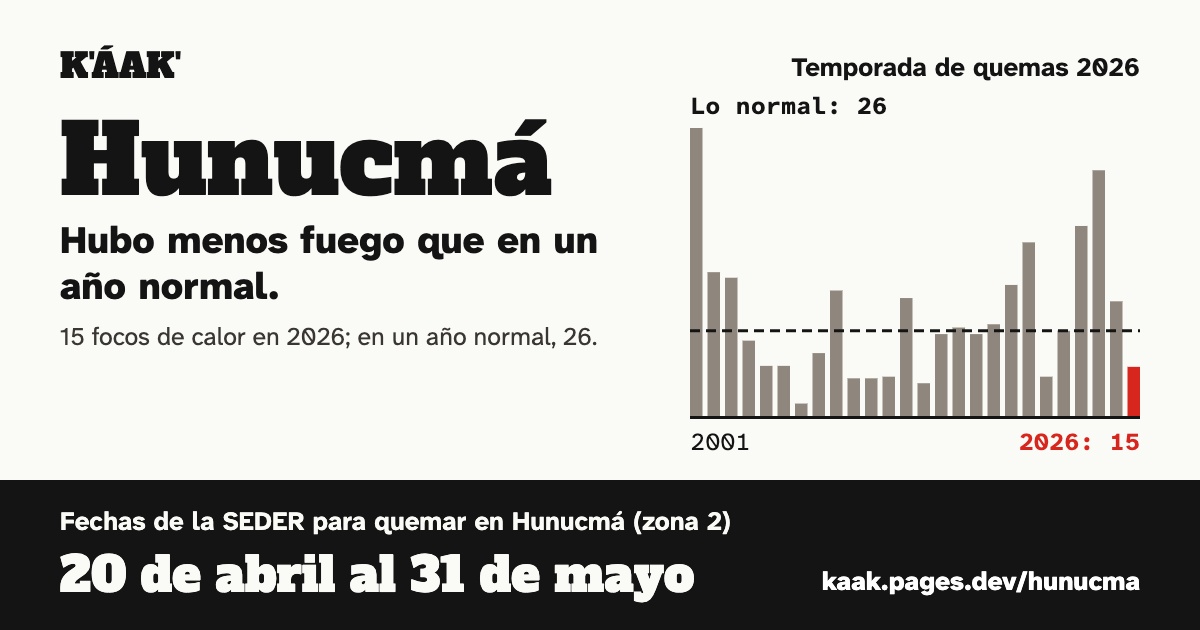 K'ÁAK'
Hunucmá
Hubo menos fuego que en un
año normal.
15 focos de calor en 2026; en un año normal, 26.
Temporada de quemas 2026
Lo normal: 26
2001
2026: 15
Fechas de la SEDER para quemar en Hunucmá (zona 2)
20 de abril al 31 de mayo
kaak.pages.dev/hunucma